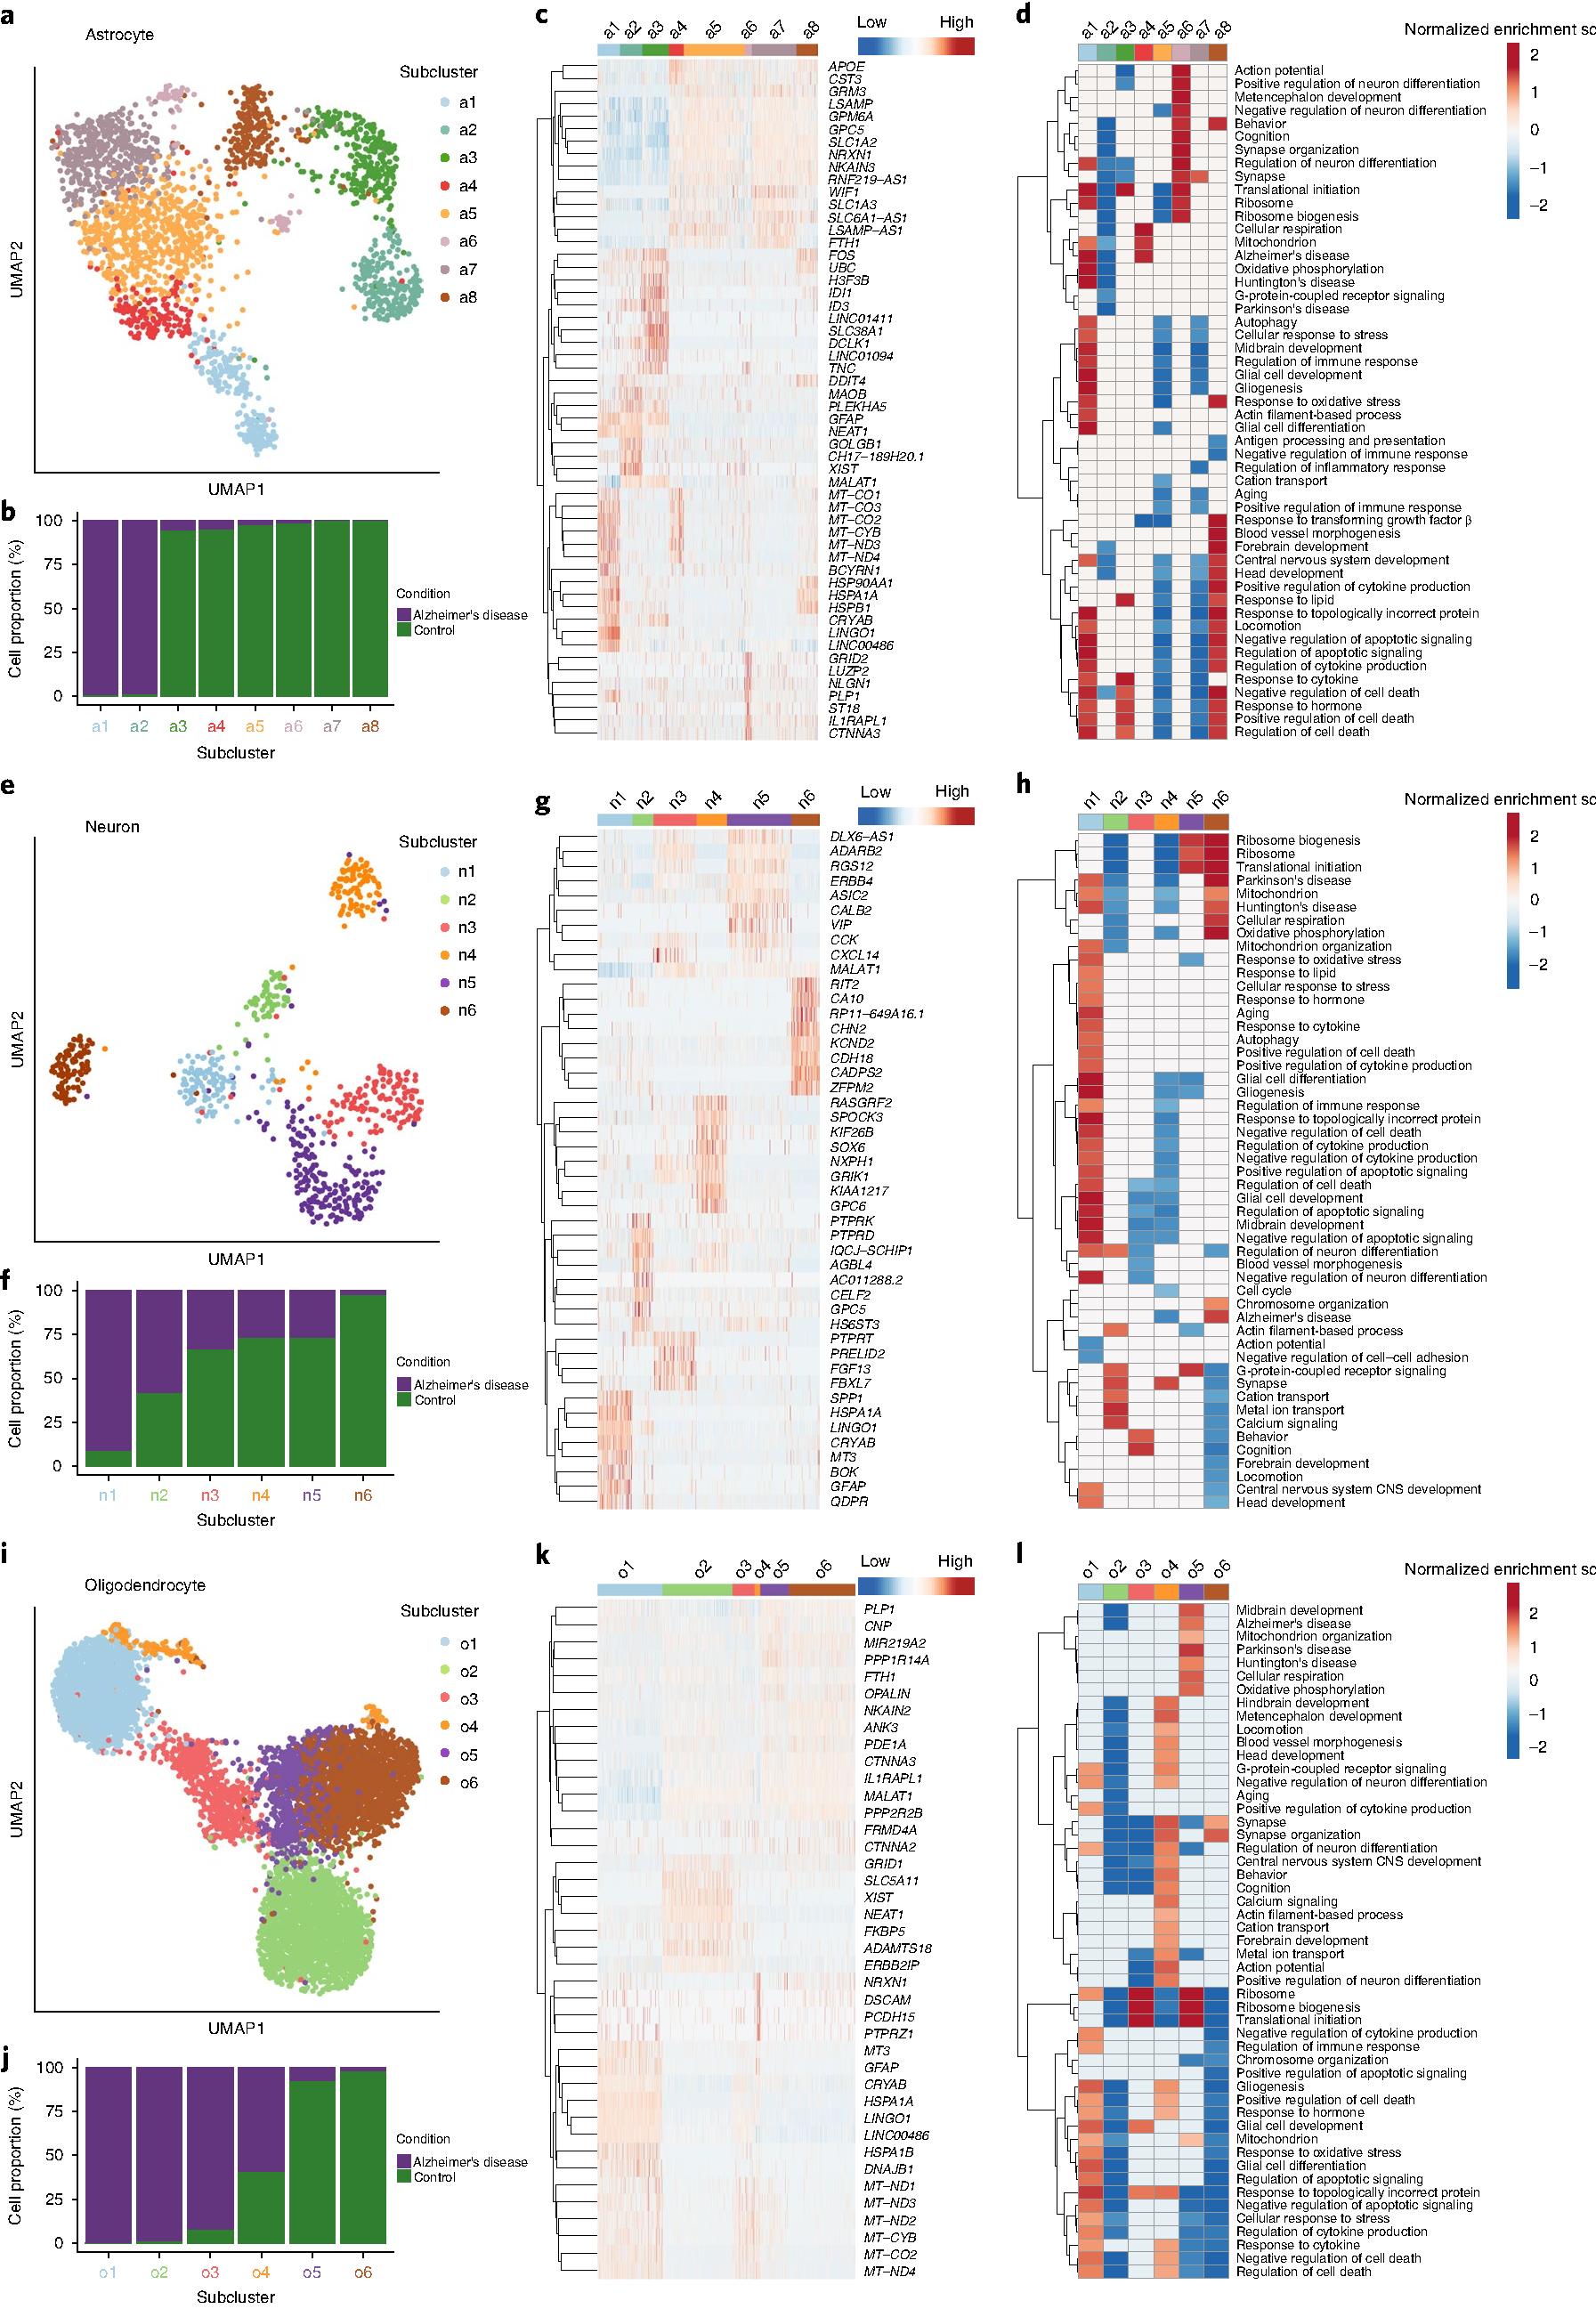 a
Astrocyte
Subcluster
a1
a2
a3
a4
a5
a6
a7
a8
UMAP2
UMAP1
b
Cell proportion (%)
100
75
50
25
0
a1 a2 a3 a4 a5 a6 a7 a8
Subcluster
Condition
Alzheimer's disease
Control
c
a1 a2 a3 a4 a5 a6 a7 a8
Low High
APOE
CST3
GRM3
LSAMP
GPM6A
GPC5
SLC1A2
NRXN1
NKAIN3
RNF219–AS1
WIF1
SLC1A3
SLC6A1–AS1
LSAMP–AS1
FTH1
FOS
UBC
H3F3B
IDI1
ID3
LINC01411
SLC38A1
DCLK1
LINC01094
TNC
DDIT4
MAOB
PLEKHA5
GFAP
NEAT1
GOLGB1
CH17–189H20.1
XIST
MALAT1
MT–CO1
MT–CO3
MT–CO2
MT–CYB
MT–ND3
MT–ND4
BCYRN1
HSP90AA1
HSPA1A
HSPB1
CRYAB
LINGO1
LINC00486
GRID2
LUZP2
NLGN1
PLP1
ST18
IL1RAPL1
CTNNA3
d
a1 a2 a3 a4 a5 a6 a7 a8
Normalized enrichment sc
2
1
0
−1
−2
Action potential
Positive regulation of neuron differentiation
Metencephalon development
Negative regulation of neuron differentiation
Behavior
Cognition
Synapse organization
Regulation of neuron differentiation
Synapse
Translational initiation
Ribosome
Ribosome biogenesis
Cellular respiration
Mitochondrion
Alzheimer's disease
Oxidative phosphorylation
Huntington's disease
G-protein-coupled receptor signaling
Parkinson's disease
Autophagy
Cellular response to stress
Midbrain development
Regulation of immune response
Glial cell development
Gliogenesis
Response to oxidative stress
Actin filament-based process
Glial cell differentiation
Antigen processing and presentation
Negative regulation of immune response
Regulation of inflammatory response
Cation transport
Aging
Positive regulation of immune response
Response to transforming growth factor β
Blood vessel morphogenesis
Forebrain development
Central nervous system development
Head development
Positive regulation of cytokine production
Response to lipid
Response to topologically incorrect protein
Locomotion
Negative regulation of apoptotic signaling
Regulation of apoptotic signaling
Regulation of cytokine production
Response to cytokine
Negative regulation of cell death
Response to hormone
Positive regulation of cell death
Regulation of cell death
e
Neuron
Subcluster
n1
n2
n3
n4
n5
n6
UMAP2
UMAP1
f
Cell proportion (%)
100
75
50
25
0
n1 n2 n3 n4 n5 n6
Subcluster
Condition
Alzheimer's disease
Control
g
n1 n2 n3 n4 n5 n6
Low High
DLX6–AS1
ADARB2
RGS12
ERBB4
ASIC2
CALB2
VIP
CCK
CXCL14
MALAT1
RIT2
CA10
RP11–649A16.1
CHN2
KCND2
CDH18
CADPS2
ZFPM2
RASGRF2
SPOCK3
KIF26B
SOX6
NXPH1
GRIK1
KIAA1217
GPC6
PTPRK
PTPRD
IQCJ–SCHIP1
AGBL4
AC011288.2
CELF2
GPC5
HS6ST3
PTPRT
PRELID2
FGF13
FBXL7
SPP1
HSPA1A
LINGO1
CRYAB
MT3
BOK
GFAP
QDPR
h
n1 n2 n3 n4 n5 n6
Normalized enrichment sc
2
1
0
−1
−2
Ribosome biogenesis
Ribosome
Translational initiation
Parkinson's disease
Mitochondrion
Huntington's disease
Cellular respiration
Oxidative phosphorylation
Mitochondrion organization
Response to oxidative stress
Response to lipid
Cellular response to stress
Response to hormone
Aging
Response to cytokine
Autophagy
Positive regulation of cell death
Positive regulation of cytokine production
Glial cell differentiation
Gliogenesis
Regulation of immune response
Response to topologically incorrect protein
Negative regulation of cell death
Regulation of cytokine production
Negative regulation of cytokine production
Positive regulation of apoptotic signaling
Regulation of cell death
Glial cell development
Regulation of apoptotic signaling
Midbrain development
Negative regulation of apoptotic signaling
Regulation of neuron differentiation
Blood vessel morphogenesis
Negative regulation of neuron differentiation
Cell cycle
Chromosome organization
Alzheimer's disease
Actin filament-based process
Action potential
Negative regulation of cell–cell adhesion
G-protein-coupled receptor signaling
Synapse
Cation transport
Metal ion transport
Calcium signaling
Behavior
Cognition
Forebrain development
Locomotion
Central nervous system CNS development
Head development
i
Oligodendrocyte
Subcluster
o1
o2
o3
o4
o5
o6
UMAP2
UMAP1
j
Cell proportion (%)
100
75
50
25
0
o1 o2 o3 o4 o5 o6
Subcluster
Condition
Alzheimer's disease
Control
k
o1 o2 o3 o4 o5 o6
Low High
PLP1
CNP
MIR219A2
PPP1R14A
FTH1
OPALIN
NKAIN2
ANK3
PDE1A
CTNNA3
IL1RAPL1
MALAT1
PPP2R2B
FRMD4A
CTNNA2
GRID1
SLC5A11
XIST
NEAT1
FKBP5
ADAMTS18
ERBB2IP
NRXN1
DSCAM
PCDH15
PTPRZ1
MT3
GFAP
CRYAB
HSPA1A
LINGO1
LINC00486
HSPA1B
DNAJB1
MT–ND1
MT–ND3
MT–ND2
MT–CYB
MT–CO2
MT–ND4
l
o1 o2 o3 o4 o5 o6
Normalized enrichment sc
2
1
0
−1
−2
Midbrain development
Alzheimer's disease
Mitochondrion organization
Parkinson's disease
Huntington's disease
Cellular respiration
Oxidative phosphorylation
Hindbrain development
Metencephalon development
Locomotion
Blood vessel morphogenesis
Head development
G-protein-coupled receptor signaling
Negative regulation of neuron differentiation
Aging
Positive regulation of cytokine production
Synapse
Synapse organization
Regulation of neuron differentiation
Central nervous system CNS development
Behavior
Cognition
Calcium signaling
Actin filament-based process
Cation transport
Forebrain development
Metal ion transport
Action potential
Positive regulation of neuron differentiation
Ribosome
Ribosome biogenesis
Translational initiation
Negative regulation of cytokine production
Regulation of immune response
Chromosome organization
Positive regulation of apoptotic signaling
Gliogenesis
Positive regulation of cell death
Response to hormone
Glial cell development
Mitochondrion
Response to oxidative stress
Glial cell differentiation
Regulation of apoptotic signaling
Response to topologically incorrect protein
Negative regulation of apoptotic signaling
Cellular response to stress
Regulation of cytokine production
Response to cytokine
Negative regulation of cell death
Regulation of cell death